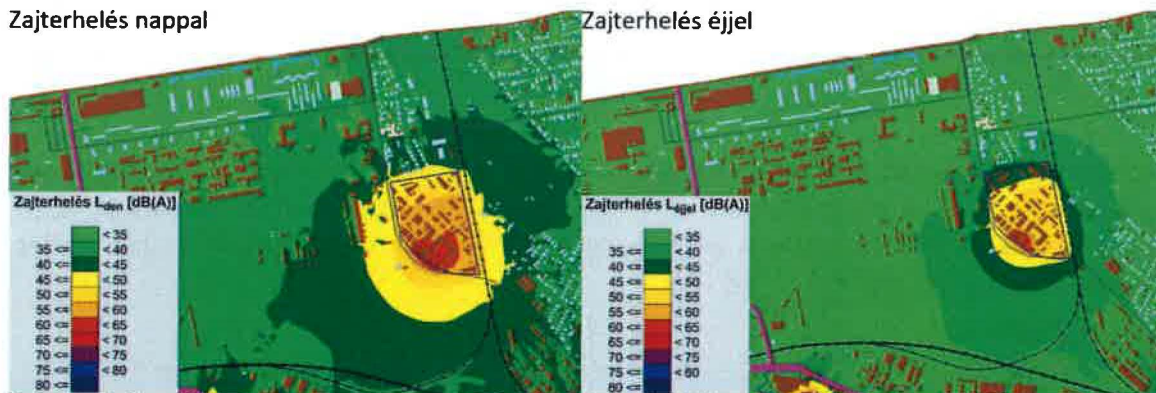 Zajterhelés nappal
Zajterhelés L_den [dB(A)]
< 35
35 <= < 40
40 <= < 45
45 <= < 50
50 <= < 55
55 <= < 60
60 <= < 65
65 <= < 70
70 <= < 75
75 <= < 80
80 <=
Zajterhelés éjjel
Zajterhelés L_éjjel [dB(A)]
< 35
35 <= < 40
40 <= < 45
45 <= < 50
50 <= < 55
55 <= < 60
60 <= < 65
65 <= < 70
70 <= < 75
75 <= < 80
80 <=